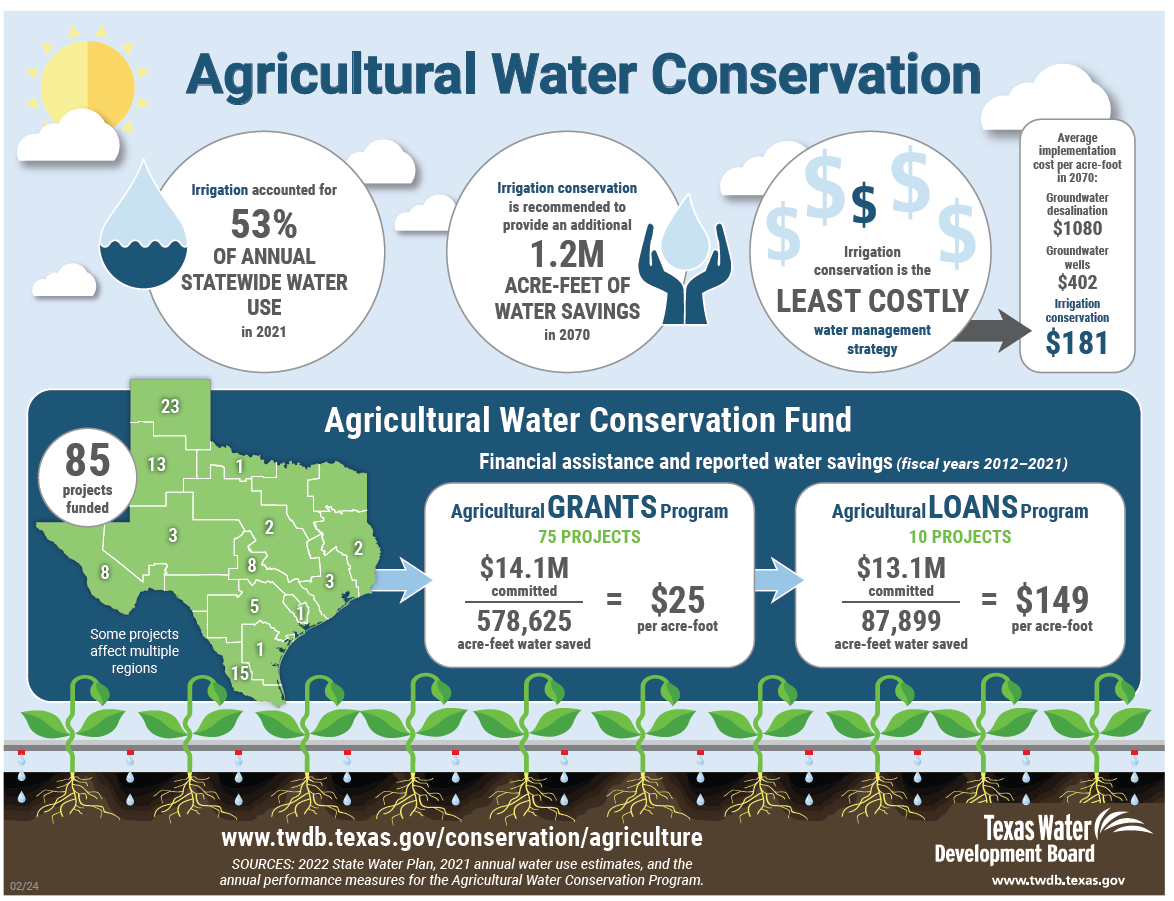 Agricultural Water Conservation
Irrigation accounted for
53%
OF ANNUAL
STATEWIDE WATER
USE
in 2021
Irrigation conservation
is recommended to
provide an additional
1.2M
ACRE-FEET OF
WATER SAVINGS
in 2070
$ $ $ $ $
Irrigation
conservation is the
LEAST COSTLY
water management
strategy
Average
implementation
cost per acre-foot
in 2070:
Groundwater
desalination
$1080
Groundwater
wells
$402
Irrigation
conservation
$181
Agricultural Water Conservation Fund
Financial assistance and reported water savings (fiscal years 2012–2021)
85
projects
funded
23
13
1
3
2
2
8
8
3
5
1
1
15
Some projects
affect multiple
regions
Agricultural GRANTS Program
75 PROJECTS
$14.1M
committed
578,625
acre-feet water saved
=
$25
per acre-foot
Agricultural LOANS Program
10 PROJECTS
$13.1M
committed
87,899
acre-feet water saved
=
$149
per acre-foot
www.twdb.texas.gov/conservation/agriculture
SOURCES: 2022 State Water Plan, 2021 annual water use estimates, and the
annual performance measures for the Agricultural Water Conservation Program.
02/24
Texas Water
Development Board
www.twdb.texas.gov